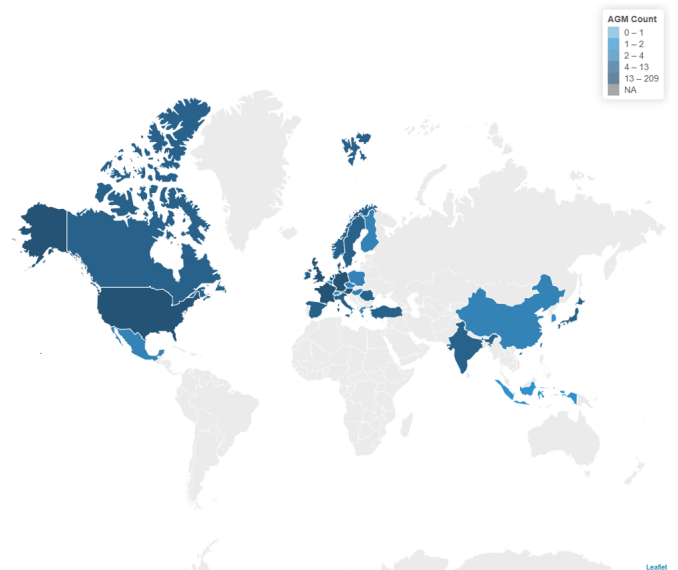 AGM Count
0 – 1
1 – 2
2 – 4
4 – 13
13 – 209
NA
Leaflet